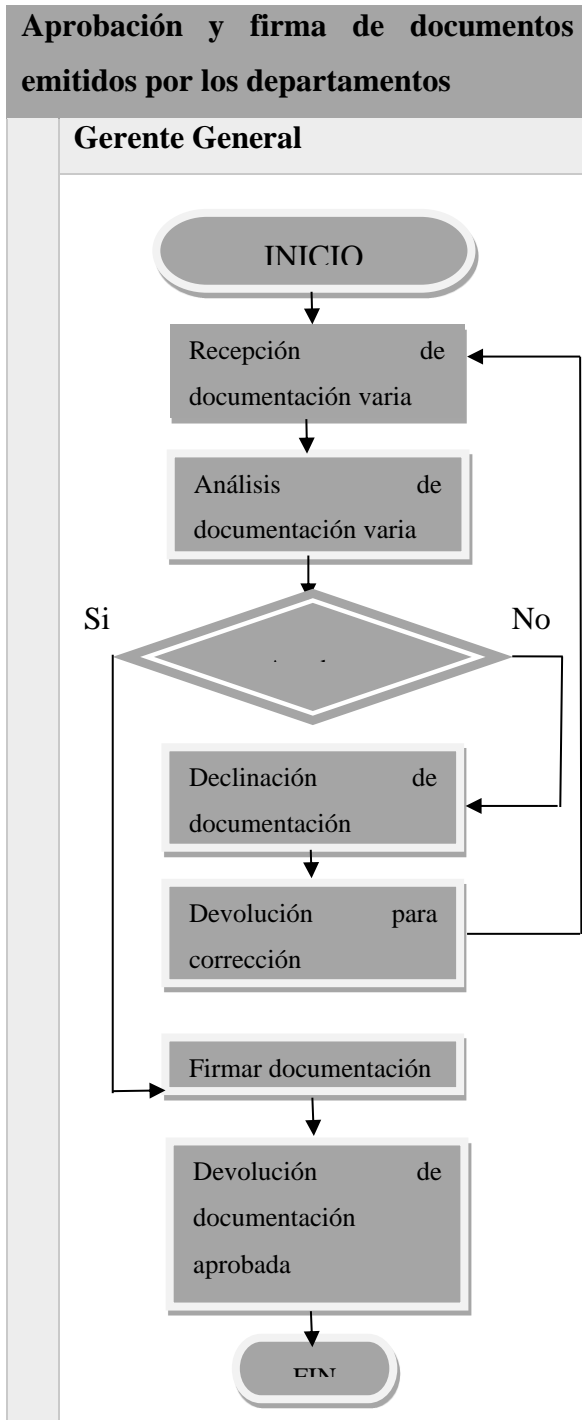 Aprobación y firma de documentos
emitidos por los departamentos
Gerente General
INICIO
Recepción de
documentación varia
Análisis de
documentación varia
Si
No
Declinación de
documentación
Devolución para
corrección
Firmar documentación
Devolución de
documentación
aprobada
FIN